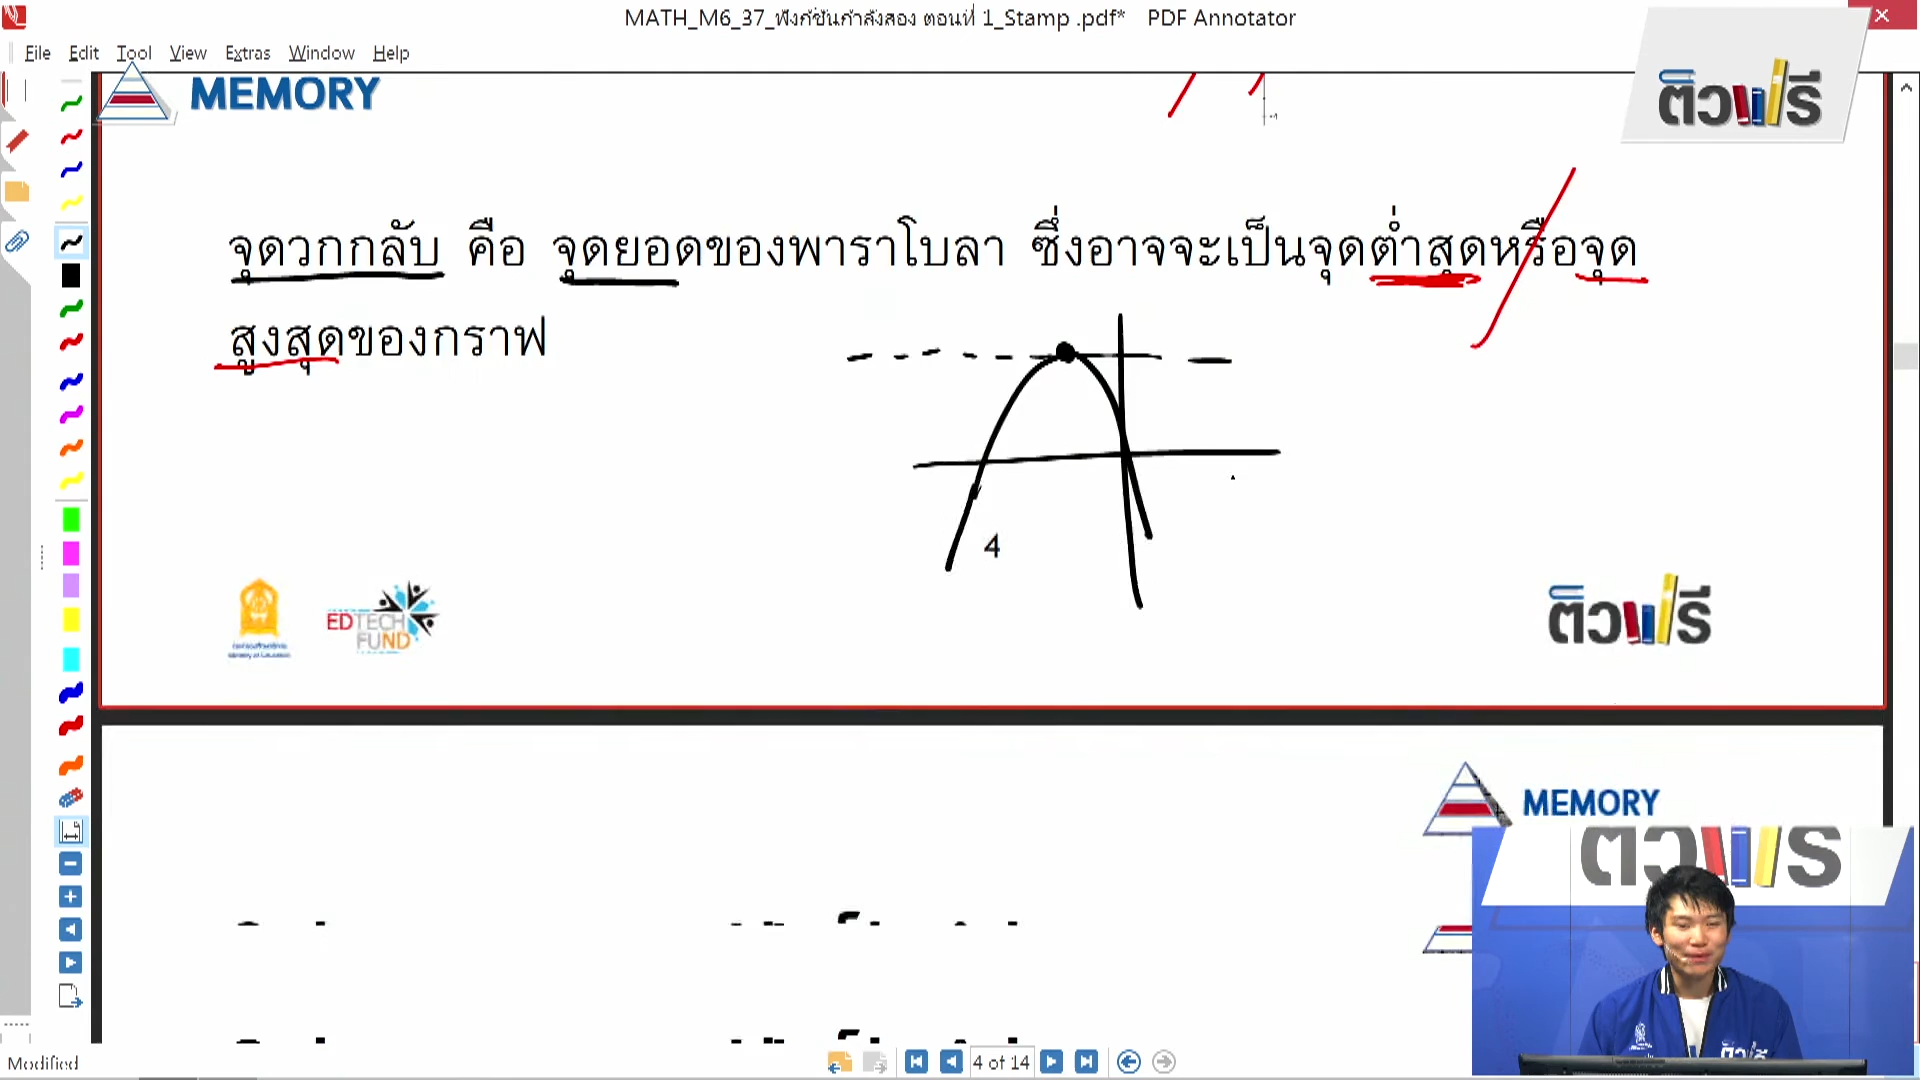 MATH_M6_37_ฟังก์ชันกำลังสอง ตอนที่ 1_Stamp .pdf* PDF Annotator
File Edit Tool View Extras Window Help
MEMORY
ติวฟรี
จุดวกกลับ คือ จุดยอดของพาราโบลา ซึ่งอาจจะเป็นจุดต่ำสุดหรือจุด
สูงสุดของกราฟ
4
EDTECH
FUND
ติวฟรี
MEMORY
ติวฟรี
ติวฟรี
Modified
4 of 14